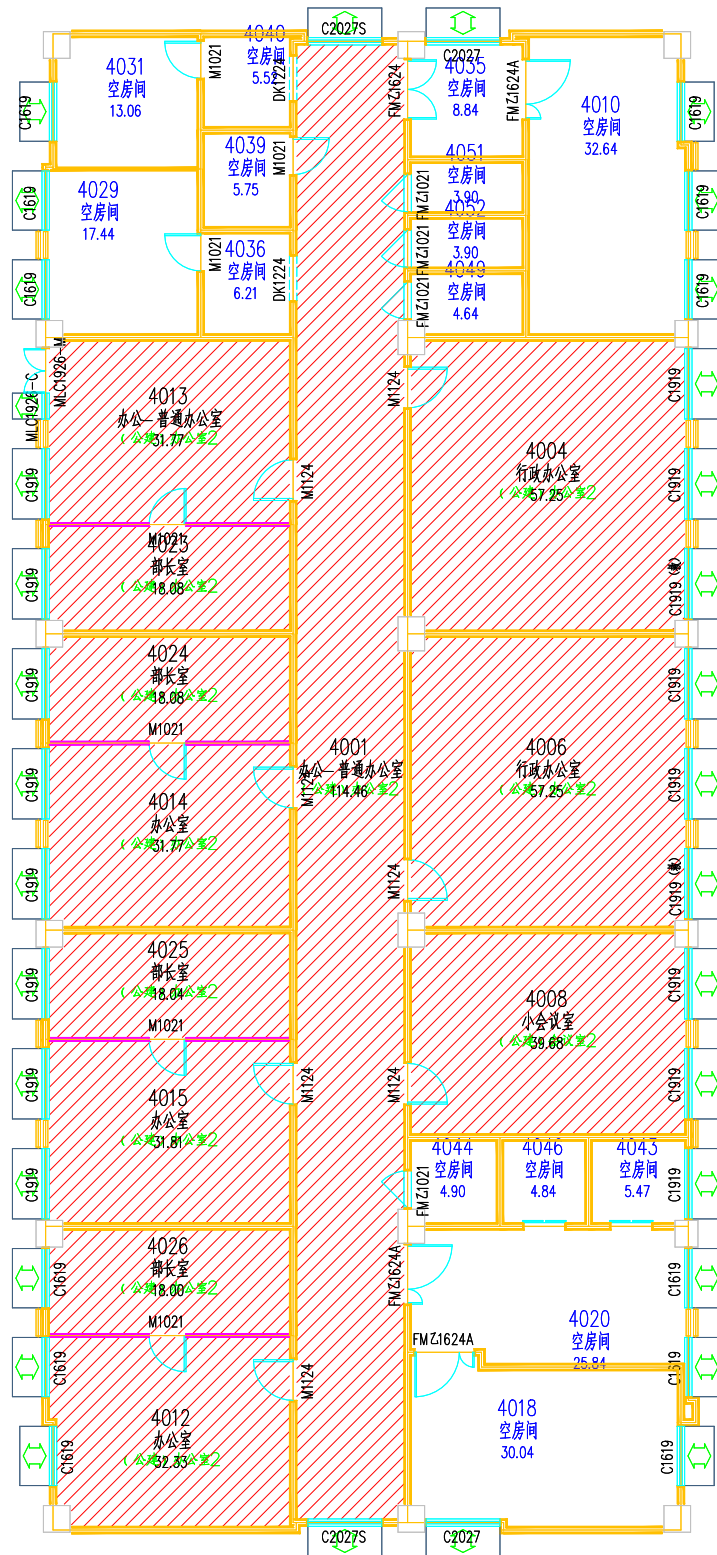 C2027S
C2027
4031
空房间
13.06
M1021
4040
空房间
5.52
DK1224
FMZ1624
4035
空房间
8.84
FMZ1624A
4010
空房间
32.64
C1619
C1619
4039
空房间
5.75
M1021
4051
空房间
3.90
FMZ1021
4029
空房间
17.44
C1619
C1619
4052
空房间
3.90
FMZ1021
M1021
4036
空房间
6.21
DK1224
4049
空房间
4.64
FMZ1021
C1619
C1619
MLC1926-M
MLC1926-C
4013
办公—普通办公室
31.77
M1124
M1124
C1919
4004
行政办公室
57.25
C1919
C1919
M1021
4023
部长室
18.08
C1919
C1919
4024
部长室
18.08
M1021
C1919
C1919
4001
办公—普通办公室
114.46
M1124
4006
行政办公室
57.25
C1919
C1919
4014
办公室
31.77
C1919
M1124
C1919
4025
部长室
18.04
M1021
C1919
C1919
4008
小会议室
39.68
C1919
4015
办公室
31.81
M1124
M1124
C1919
C1919
C1919
4044
空房间
4.90
FMZ1021
4046
空房间
4.84
4043
空房间
5.47
C1919
4026
部长室
18.00
M1021
C1619
FMZ1624A
C1619
4020
空房间
25.84
FMZ1624A
C1619
C1619
4012
办公室
32.33
M1124
4018
空房间
30.04
C1619
C1619
C2027S
C2027